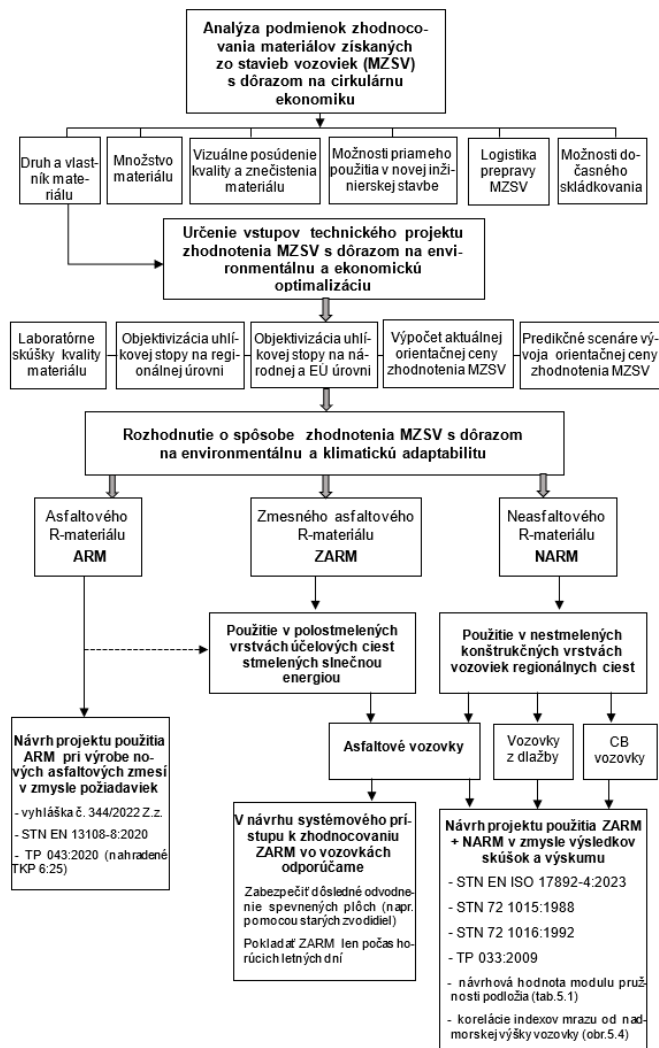 Analýza podmienok zhodnoco-
vania materiálov získaných
zo stavieb vozoviek (MZSV)
s dôrazom na cirkulárnu
ekonomiku
Druh a vlast-
ník mate-
riálu
Množstvo
materiálu
Vizuálne posúdenie
kvality a znečistenia
materiálu
Možnosti priameho
použitia v novej inži-
nierskej stavbe
Logistika
prepravy
MZSV
Možnosti do-
časného
skládkovania
Určenie vstupov technického projektu
zhodnotenia MZSV s dôrazom na envi-
ronmentálnu a ekonomickú
optimalizáciu
Laboratórne
skúšky kvality
materiálu
Objektivizácia uhlí-
kovej stopy na regi-
onálnej úrovni
Objektivizácia uhlí-
kovej stopy na ná-
rodnej a EÚ úrovni
Výpočet aktuálnej
orientačnej ceny
zhodnotenia MZSV
Predikčné scenáre vý-
voja orientačnej ceny
zhodnotenia MZSV
Rozhodnutie o spôsobe zhodnotenia MZSV s dôrazom
na environmentálnu a klimatickú adaptabilitu
Asfaltového
R-materiálu
ARM
Zmesného asfaltového
R-materiálu
ZARM
Neasfaltového
R-materiálu
NARM
Použitie v polostmelených
vrstvách účelových ciest
stmelených slnečnou
energiou
Použitie v nestmelených
konštrukčných vrstvách
vozoviek regionálnych ciest
Návrh projektu použitia
ARM pri výrobe no-
vých asfaltových zmesí
v zmysle požiadaviek
- vyhláška č. 344/2022 Z.z.
- STN EN 13108-8:2020
- TP 043:2020 (nahradené
TKP 6:25)
Asfaltové vozovky
Vozovky
z dlažby
CB
vozovky
V návrhu systémového prí-
stupu k zhodnocovaniu
ZARM vo vozovkách
odporúčame
Zabezpečiť dôsledné odvod-
nenie spevnených plôch (napr.
pomocou starých zvodidiel)
Pokladať ZARM len počas ho-
rúcich letných dní
Návrh projektu použitia ZARM
+ NARM v zmysle výsledkov
skúšok a výskumu
- STN EN ISO 17892-4:2023
- STN 72 1015:1988
- STN 72 1016:1992
- TP 033:2009
- návrhová hodnota modulu pruž-
nosti podložia (tab.5.1)
- korelácie indexov mrazu od nad-
morskej výšky vozovky (obr.5.4)